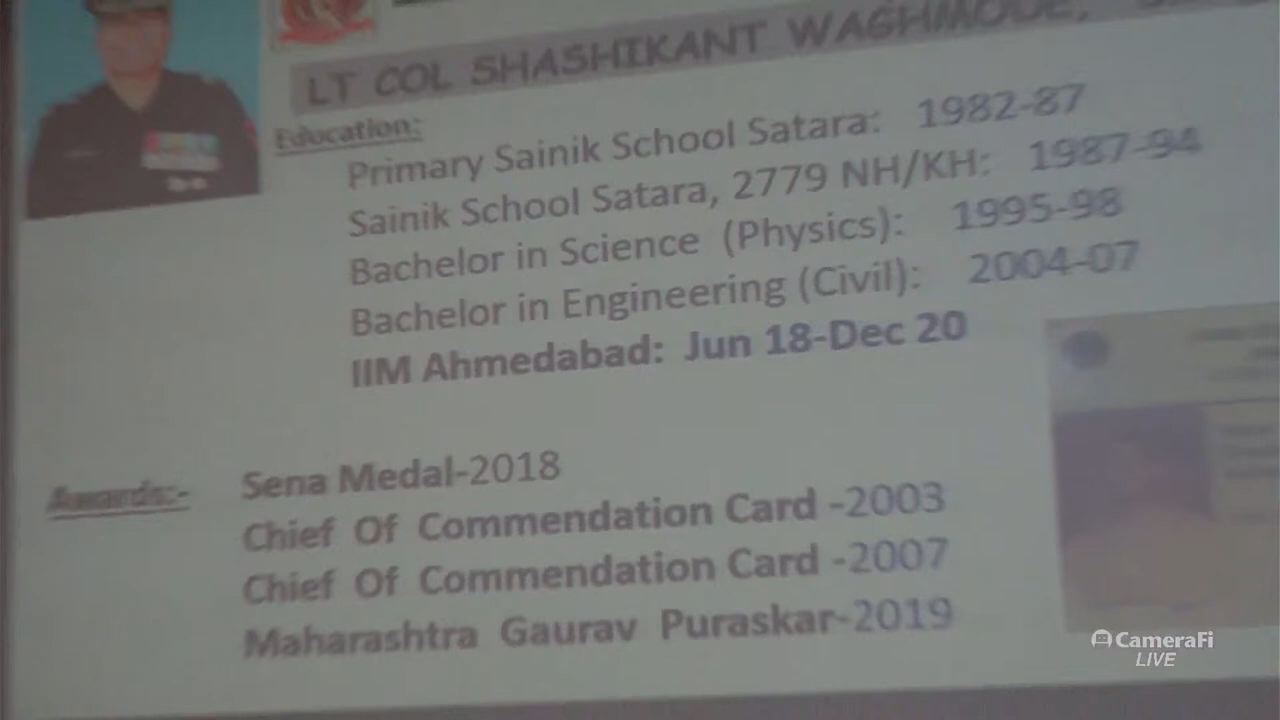 LT COL SHASHIKANT WAGHMODE,
Education:
Primary Sainik School Satara: 1982-87
Sainik School Satara, 2779 NH/KH: 1987-94
Bachelor in Science (Physics): 1995-98
Bachelor in Engineering (Civil): 2004-07
IIM Ahmedabad: Jun 18-Dec 20
Awards:-
Sena Medal-2018
Chief Of Commendation Card -2003
Chief Of Commendation Card -2007
Maharashtra Gaurav Puraskar-2019
CameraFi
LIVE